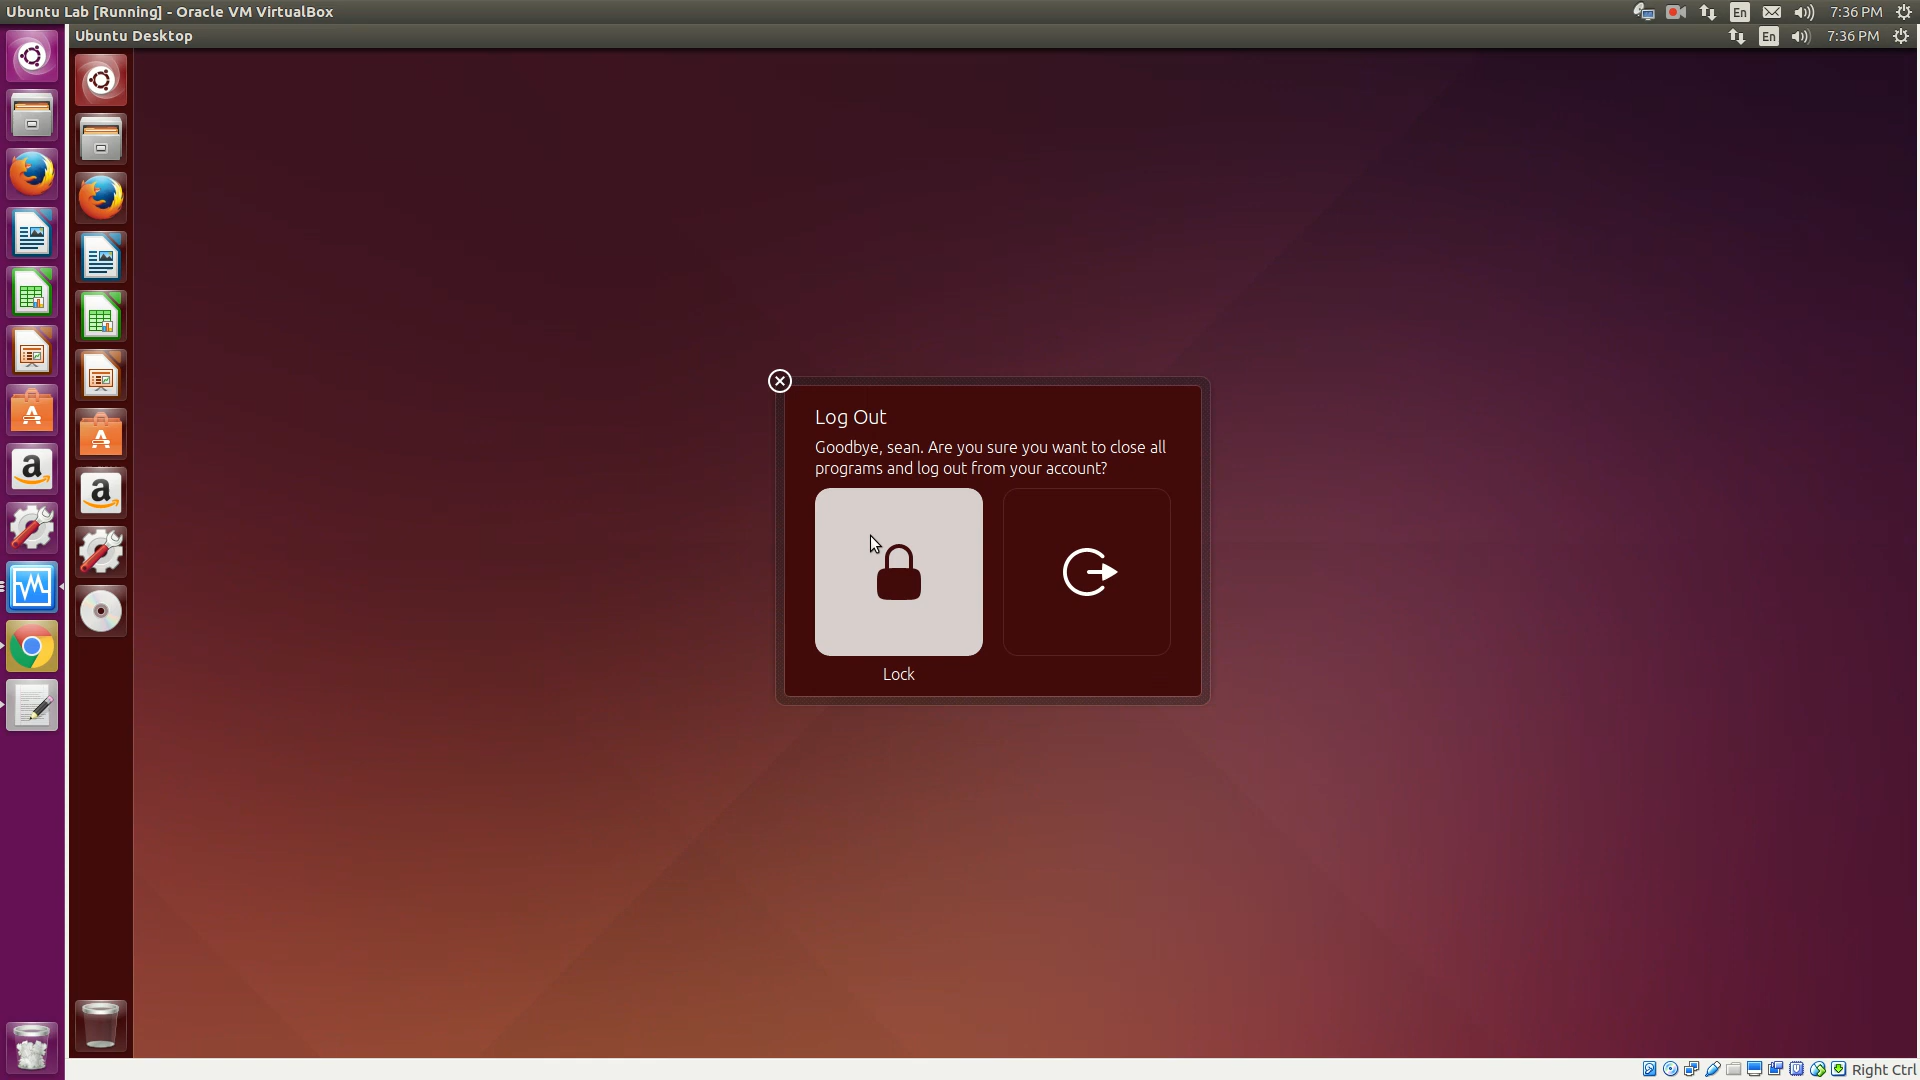 Ubuntu Lab [Running] - Oracle VM VirtualBox
En
7:36 PM
Ubuntu Desktop
En
7:36 PM
Log Out
Goodbye, sean. Are you sure you want to close all
programs and log out from your account?
Lock
Right Ctrl